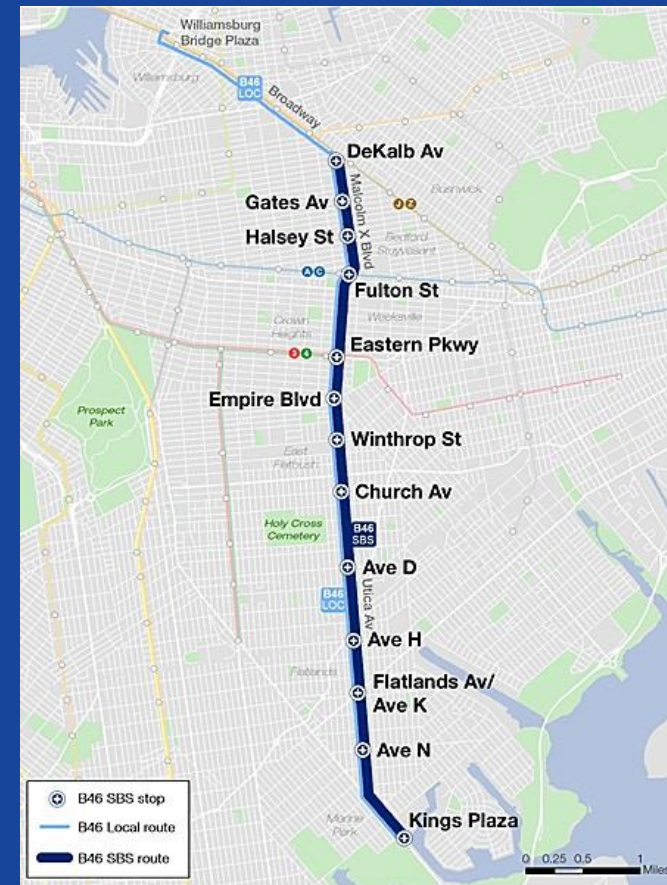 Williamsburg
Bridge Plaza
Williamsburg
B46
LOC
Broadway
DeKalb Av
Malcolm X Blvd
Bushwick
Gates Av
J Z
Halsey St
Bedford
Stuyvesant
A C
Fulton St
Crown
Heights
Weeksville
3 4
Eastern Pkwy
Empire Blvd
Prospect
Park
Winthrop St
East
Flatbush
Church Av
Holy Cross
Cemetery
B46
SBS
Ave D
B46
LOC
Utica Av
Ave H
Flatlands
Flatlands Av/
Ave K
Ave N
B46 SBS stop
B46 Local route
B46 SBS route
Marine
Park
Kings Plaza
0 0.25 0.5 1
Miles